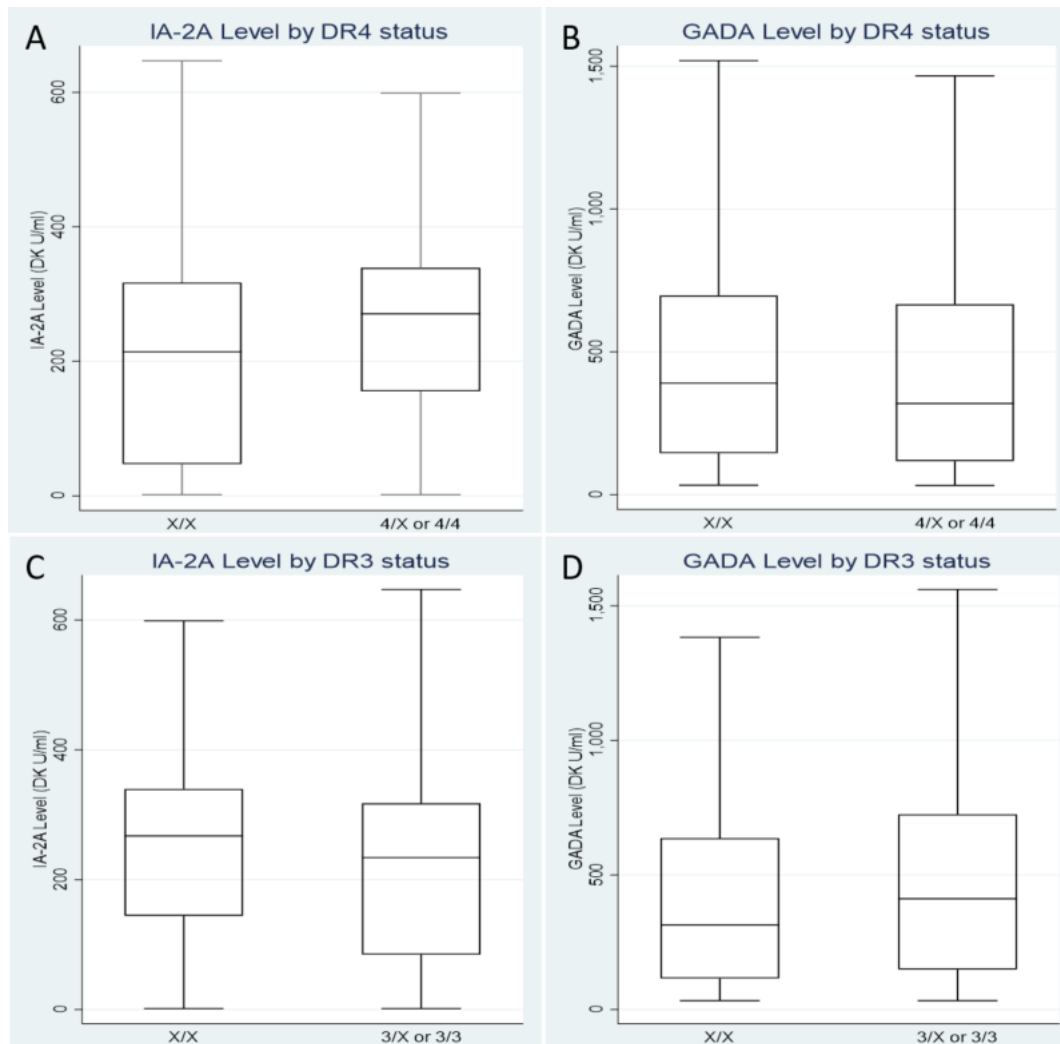 A
IA-2A Level by DR4 status
IA-2A Level (DK U/ml)
600
400
200
0
X/X
4/X or 4/4
B
GADA Level by DR4 status
GADA Level (DK U/ml)
1,500
1,000
500
0
X/X
4/X or 4/4
C
IA-2A Level by DR3 status
IA-2A Level (DK U/ml)
600
400
200
0
X/X
3/X or 3/3
D
GADA Level by DR3 status
GADA Level (DK U/ml)
1,500
1,000
500
0
X/X
3/X or 3/3